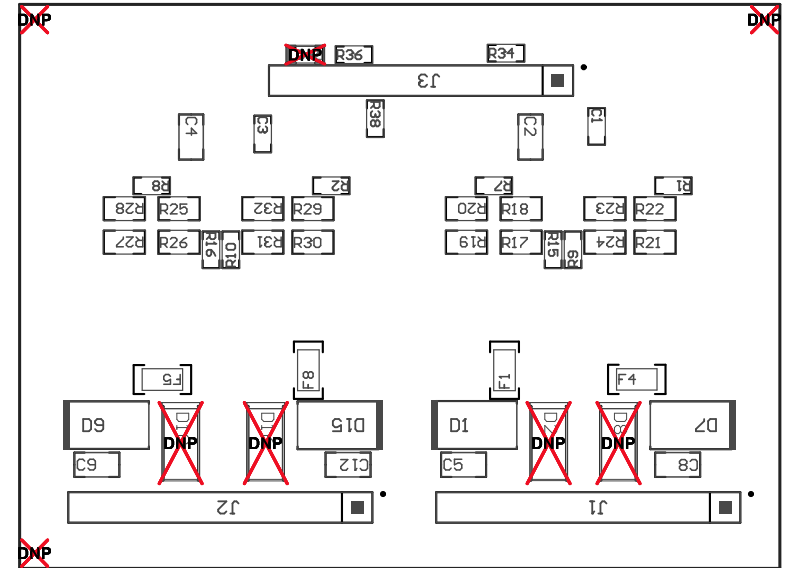 DNP DNP
DNP R36 R34
J3
C4 C3 R38 C2 C1
R8 R2 R7 R1
R28 R25 R32 R29 R20 R18 R23 R22
R27 R26 R16 R10 R31 R30 R19 R17 R15 R9 R24 R21
F5 F8 F1 F4
D9 DNP DNP D15 D1 DNP DNP D7
C9 C12 C5 C8
J2 J1
DNP